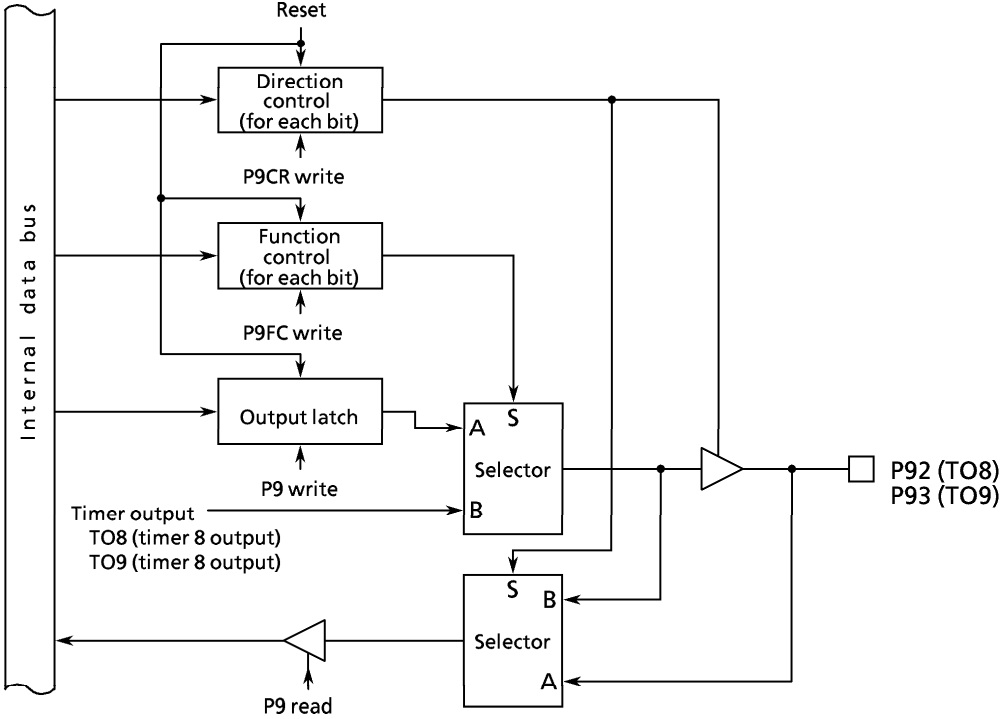 Reset
Direction
control
(for each bit)
P9CR write
Internal data bus
Function
control
(for each bit)
P9FC write
Output latch
P9 write
S
A
Selector
B
Timer output
TO8 (timer 8 output)
TO9 (timer 8 output)
P92 (TO8)
P93 (TO9)
S
B
Selector
A
P9 read